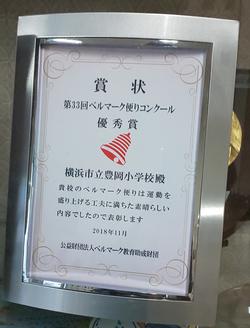 賞状
第33回ベルマーク便りコンクール
優秀賞
横浜市立豊岡小学校殿
貴校のベルマーク便りは運動を
盛り上げる工夫に満ちた素晴らしい
内容でしたので表彰します
2018年11月
公益財団法人ベルマーク教育助成財団